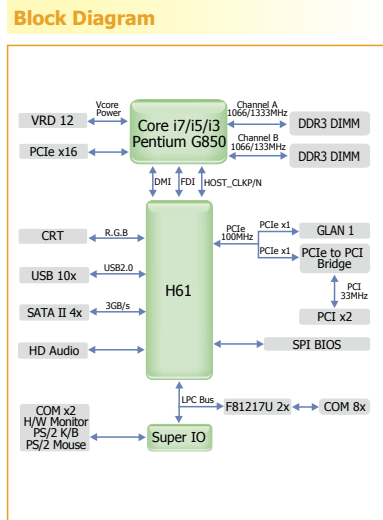 Block Diagram
VRD 12
Vcore
Power
Core i7/i5/i3
Pentium G850
Channel A
1066/1333MHz
DDR3 DIMM
PCIe x16
Channel B
1066/133MHz
DDR3 DIMM
DMI
FDI
HOST_CLKP/N
CRT
R.G.B
H61
PCIe
100MHz
PCIe x1
GLAN 1
PCIe x1
PCIe to PCI
Bridge
USB 10x
USB2.0
PCI
33MHz
SATA II 4x
3GB/s
PCI x2
HD Audio
SPI BIOS
LPC Bus
F81217U 2x
COM 8x
COM x2
H/W Monitor
PS/2 K/B
PS/2 Mouse
Super IO